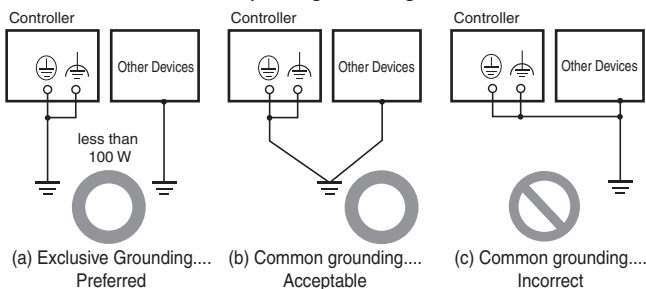 Controller
Other Devices
less than
100 W
(a) Exclusive Grounding....
Preferred
Controller
Other Devices
(b) Common grounding....
Acceptable
Controller
Other Devices
(c) Common grounding....
Incorrect